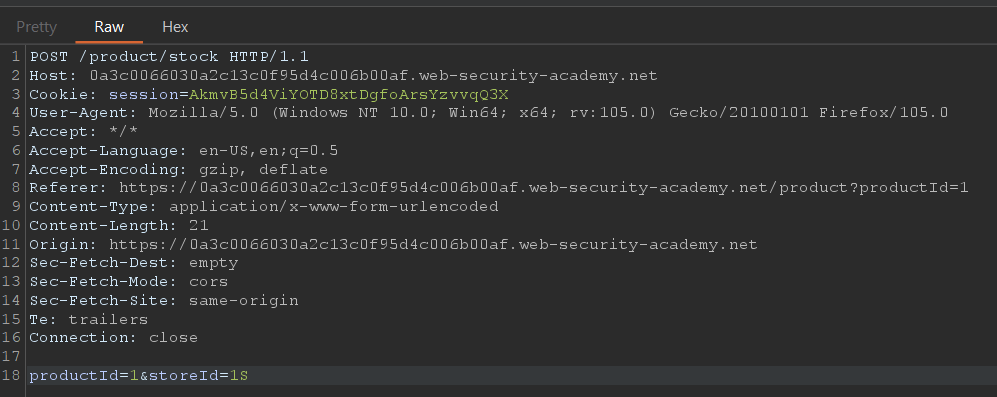 Pretty Raw Hex
1 POST /product/stock HTTP/1.1
2 Host: 0a3c0066030a2c13c0f95d4c006b00af.web-security-academy.net
3 Cookie: session=AkmvB5d4ViYOTD8xtDgfoArsYzvvqQ3X
4 User-Agent: Mozilla/5.0 (Windows NT 10.0; Win64; x64; rv:105.0) Gecko/20100101 Firefox/105.0
5 Accept: */*
6 Accept-Language: en-US,en;q=0.5
7 Accept-Encoding: gzip, deflate
8 Referer: https://0a3c0066030a2c13c0f95d4c006b00af.web-security-academy.net/product?productId=1
9 Content-Type: application/x-www-form-urlencoded
10 Content-Length: 21
11 Origin: https://0a3c0066030a2c13c0f95d4c006b00af.web-security-academy.net
12 Sec-Fetch-Dest: empty
13 Sec-Fetch-Mode: cors
14 Sec-Fetch-Site: same-origin
15 Te: trailers
16 Connection: close
17
18 productId=1&storeId=1S